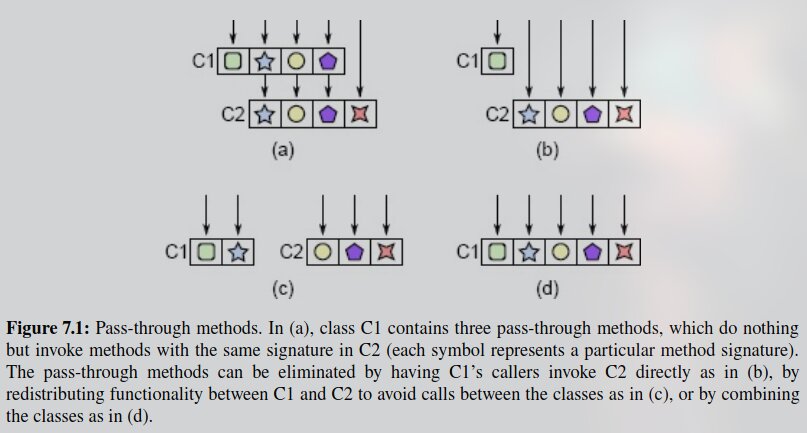 C1
C1
C2
C2
(a)
(b)
C1
C2
C1
(c)
(d)
Figure 7.1: Pass-through methods. In (a), class C1 contains three pass-through methods, which do nothing
but invoke methods with the same signature in C2 (each symbol represents a particular method signature).
The pass-through methods can be eliminated by having C1’s callers invoke C2 directly as in (b), by
redistributing functionality between C1 and C2 to avoid calls between the classes as in (c), or by combining
the classes as in (d).